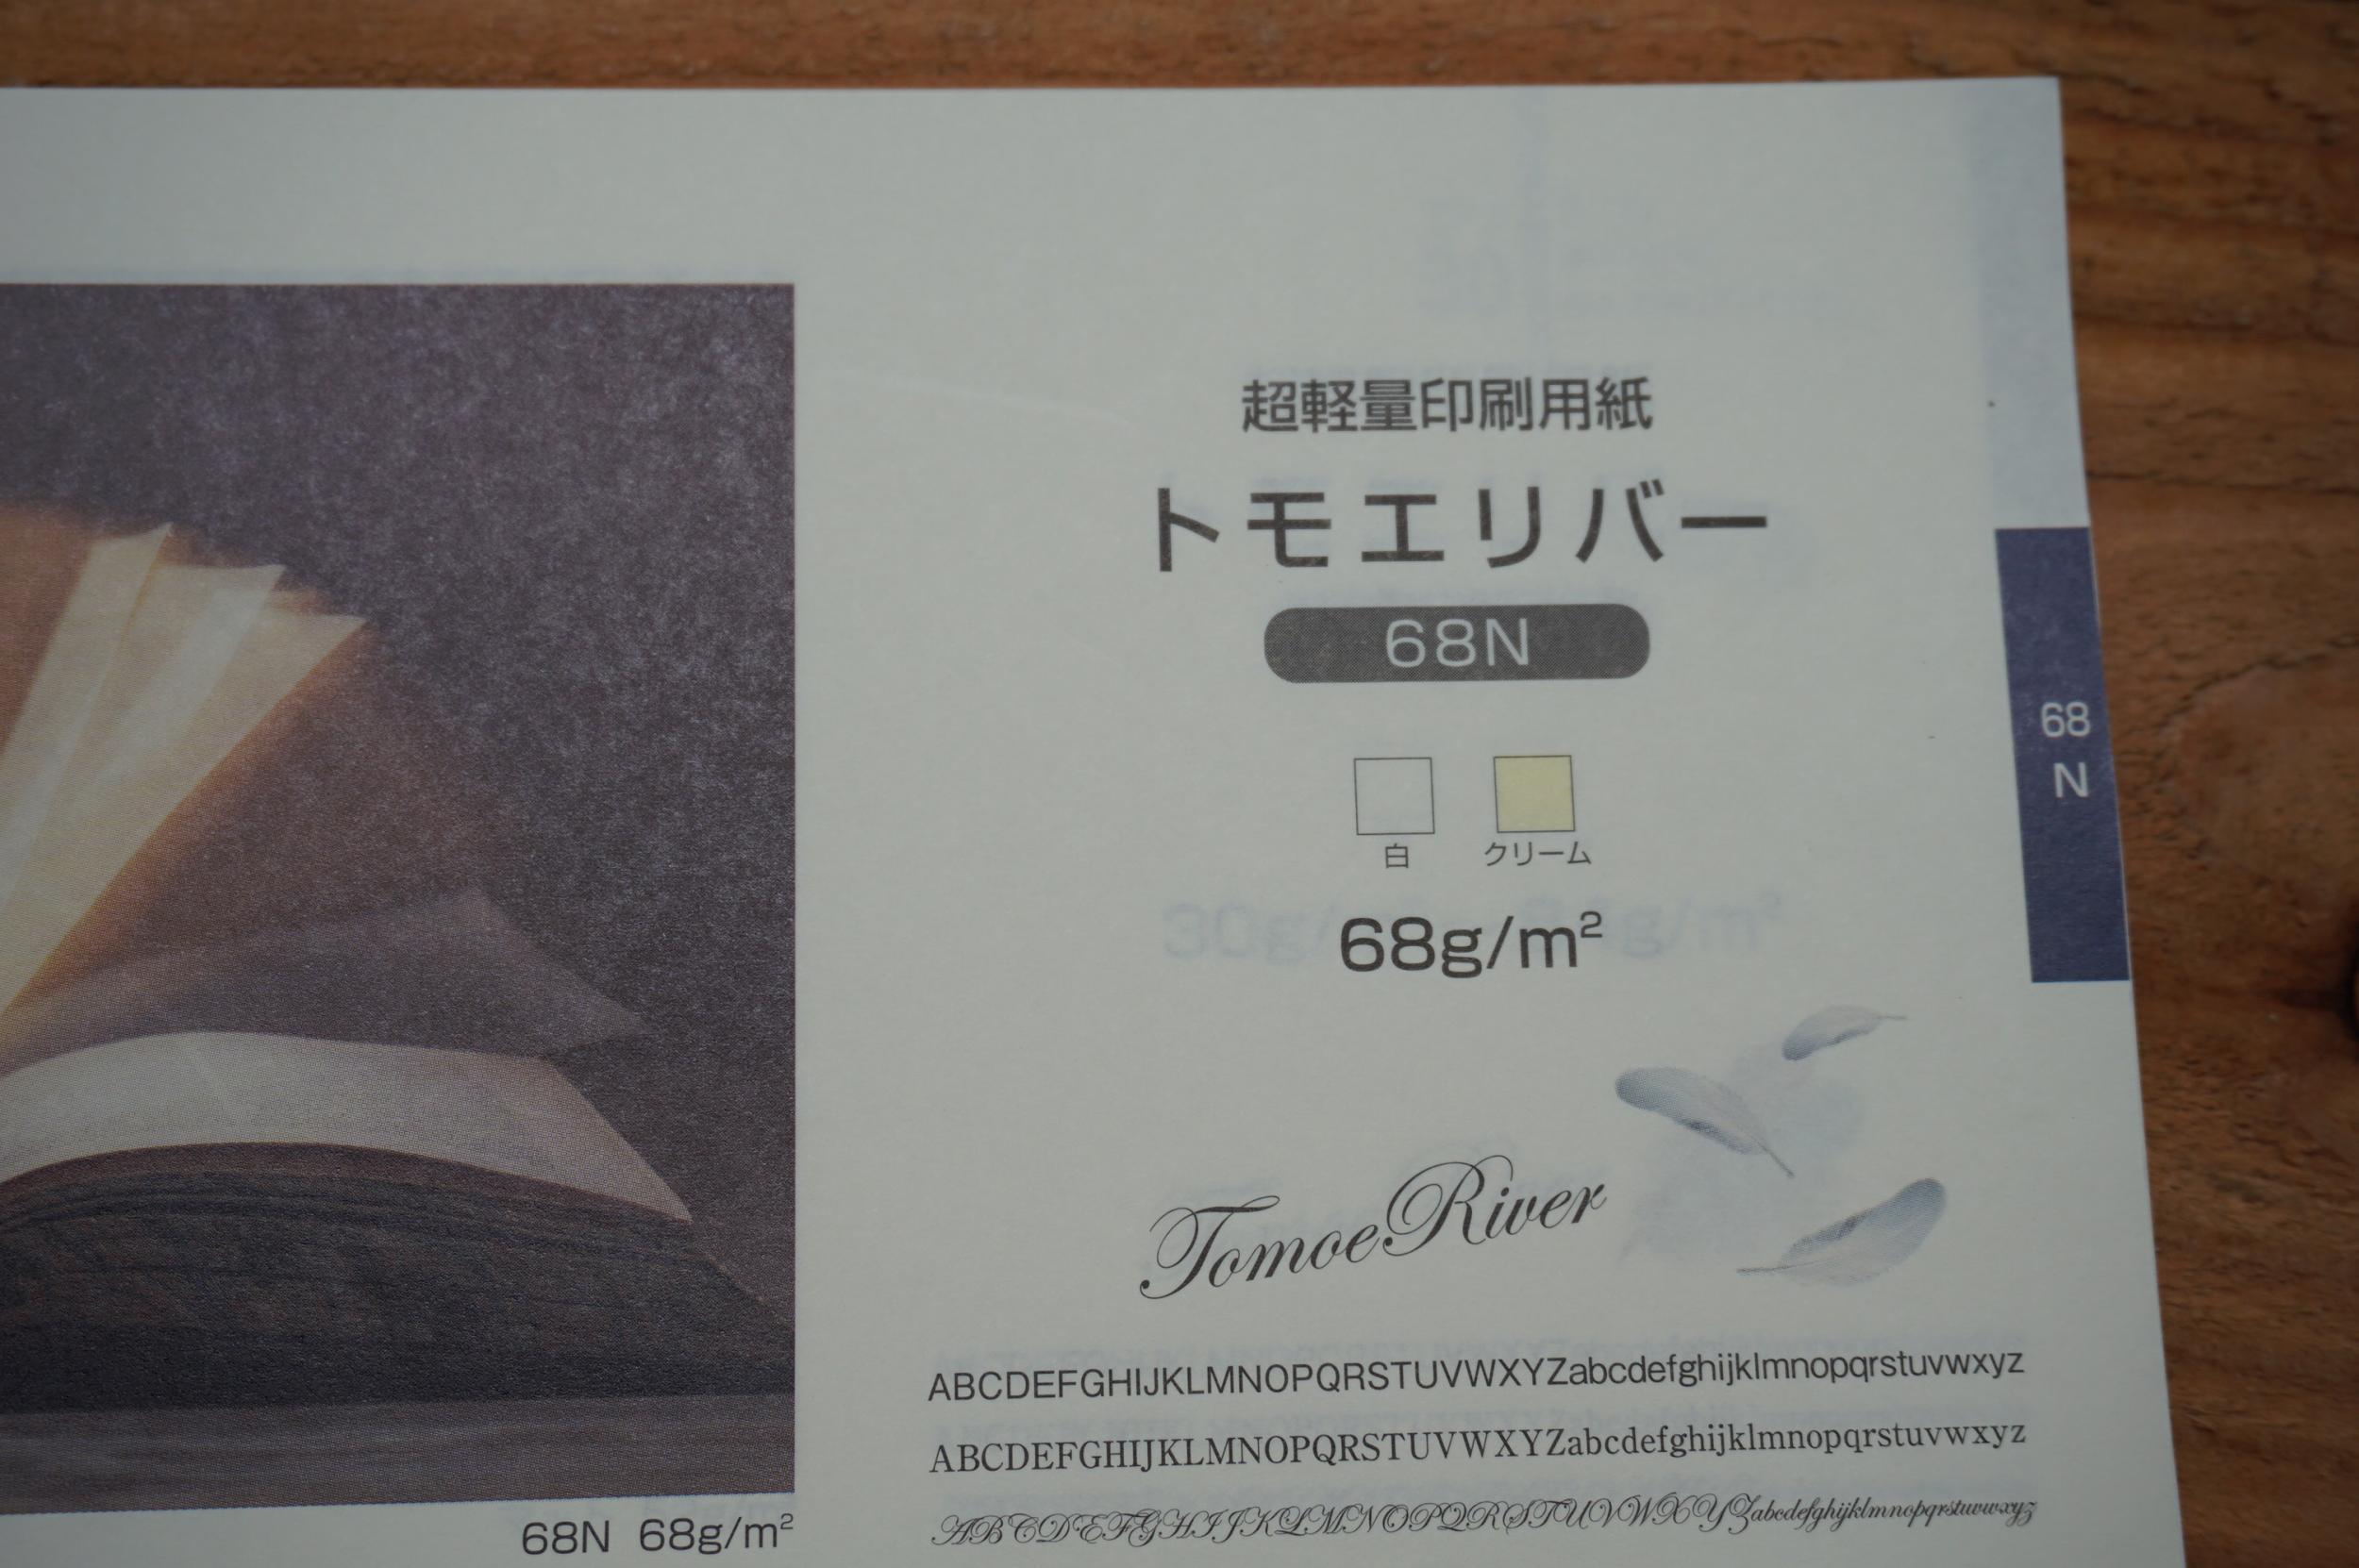 超軽量印刷用紙
トモエリバー
68N
白 クリーム
68g/m²
68
N
TomoeRiver
ABCDEFGHIJKLMNOPQRSTUVWXYZabcdefghijklmnopqrstuvwxyz
ABCDEFGHIJKLMNOPQRSTUVWXYZabcdefghijklmnopqrstuvwxyz
ABCDEFGHIJKLMNOPQRSTUVWXYZabcdefghijklmnopqrstuvwxyz
68N 68g/m²